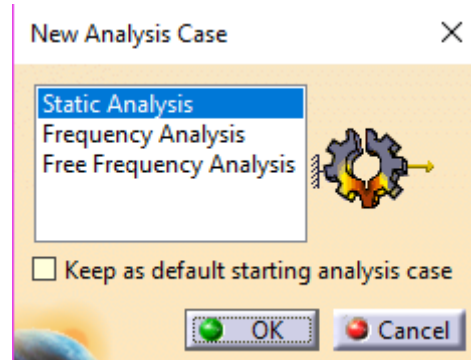 New Analysis Case
Static Analysis
Frequency Analysis
Free Frequency Analysis
Keep as default starting analysis case
OK
Cancel